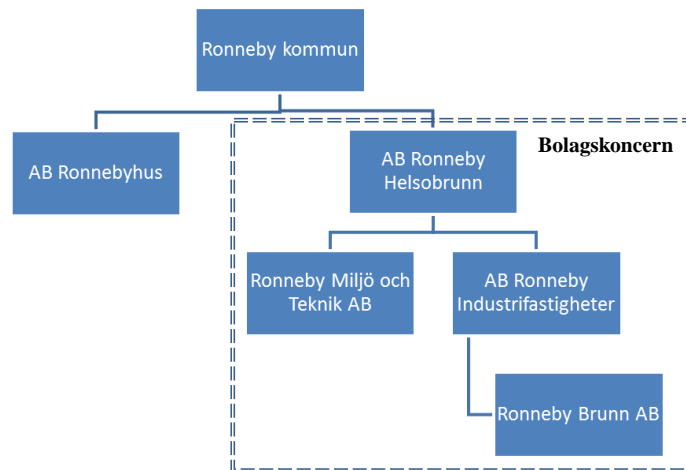 Ronneby kommun
Bolagskoncern
AB Ronnebyhus
AB Ronneby
Helsobrunn
Ronneby Miljö och
Teknik AB
AB Ronneby
Industrifastigheter
Ronneby Brunn AB